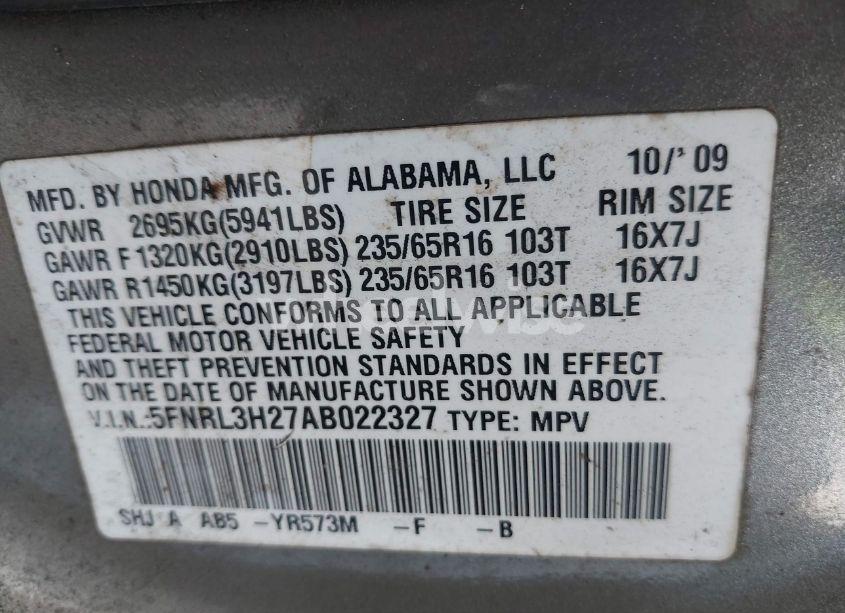 MFD. BY HONDA MFG. OF ALABAMA, LLC 10/'09
GVWR 2695KG(5941LBS) TIRE SIZE RIM SIZE
GAWR F1320KG(2910LBS) 235/65R16 103T 16X7J
GAWR R1450KG(3197LBS) 235/65R16 103T 16X7J
THIS VEHICLE CONFORMS TO ALL APPLICABLE
FEDERAL MOTOR VEHICLE SAFETY
AND THEFT PREVENTION STANDARDS IN EFFECT
ON THE DATE OF MANUFACTURE SHOWN ABOVE.
V.I.N.:5FNRL3H27AB022327 TYPE: MPV
SHJ A AB5 -YR573M -F -B